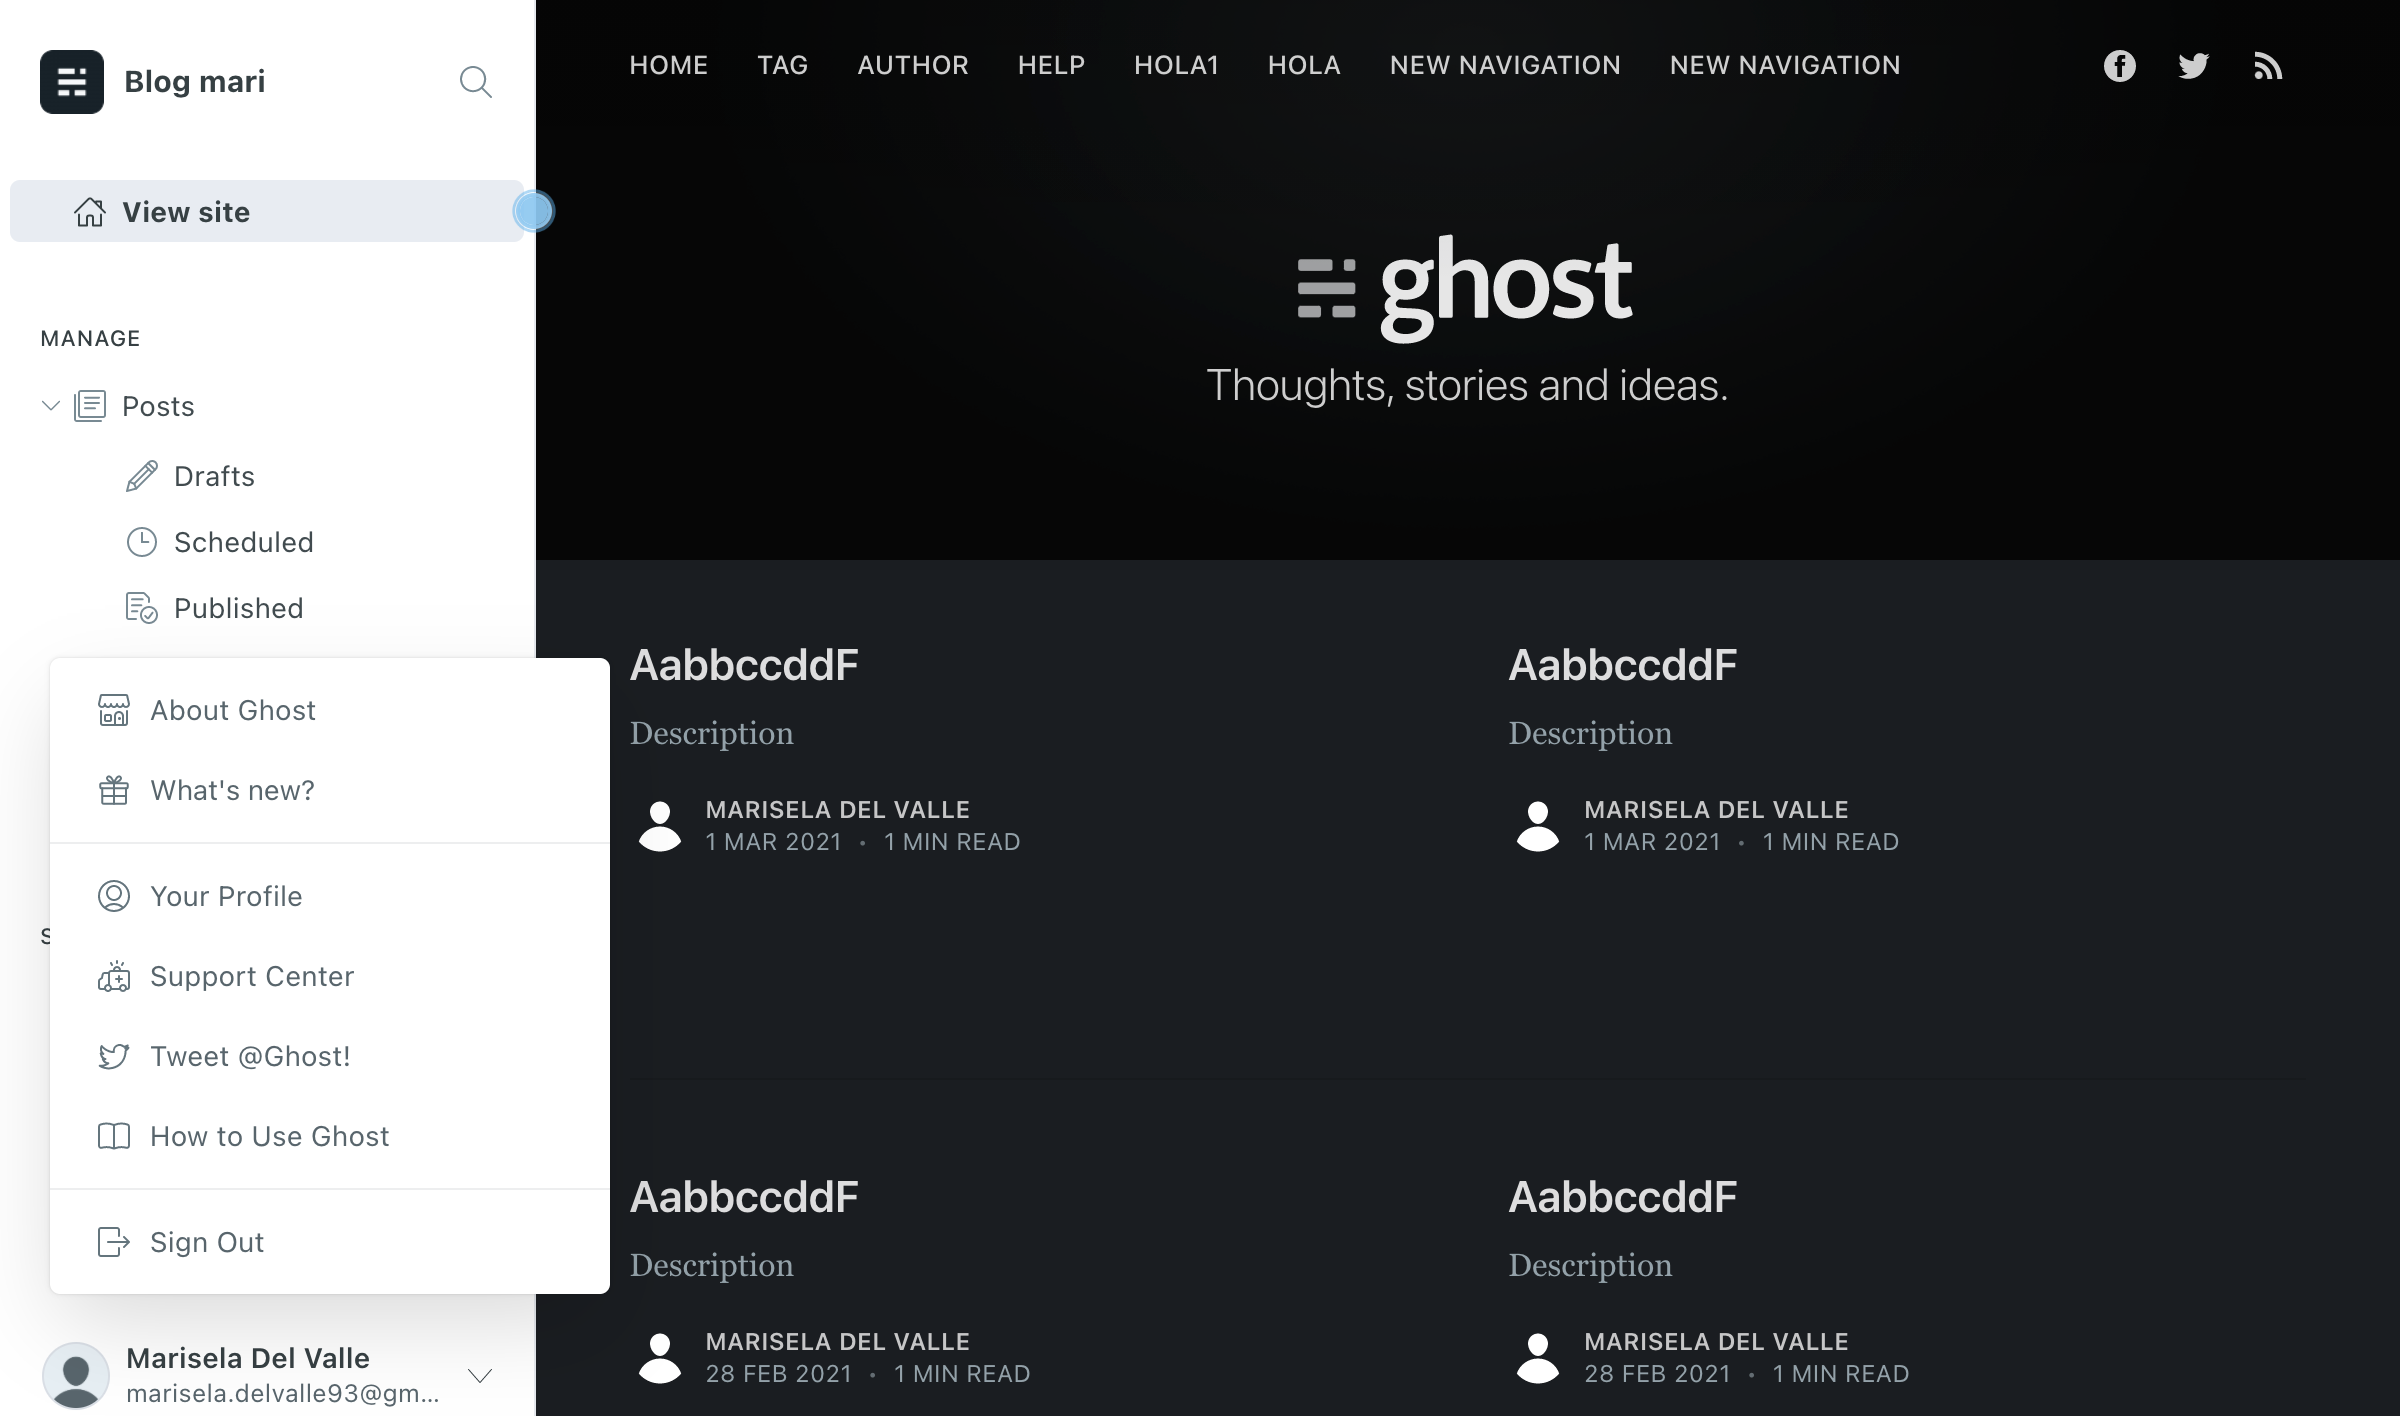 Blog mari
View site
MANAGE
Posts
Drafts
Scheduled
Published
About Ghost
What's new?
Your Profile
S
Support Center
Tweet @Ghost!
How to Use Ghost
Sign Out
Marisela Del Valle
marisela.delvalle93@gm...
HOME TAG AUTHOR HELP HOLA1 HOLA NEW NAVIGATION NEW NAVIGATION
ghost
Thoughts, stories and ideas.
AabbccddF
Description
MARISELA DEL VALLE
1 MAR 2021 • 1 MIN READ
AabbccddF
Description
MARISELA DEL VALLE
1 MAR 2021 • 1 MIN READ
AabbccddF
Description
MARISELA DEL VALLE
28 FEB 2021 • 1 MIN READ
AabbccddF
Description
MARISELA DEL VALLE
28 FEB 2021 • 1 MIN READ